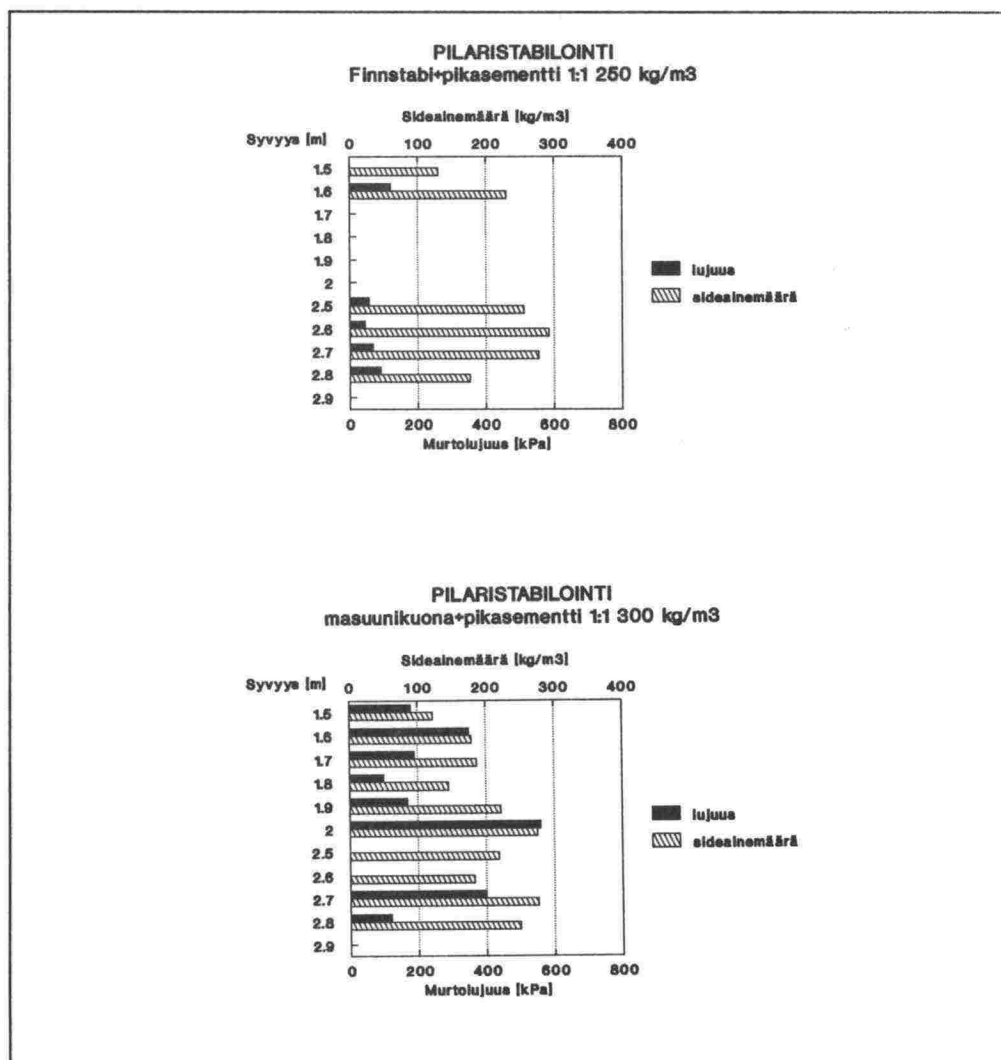 PILARISTABILOINTI
Finnstabi+pikasementti 1:1 250 kg/m3
Sideainemäärä [kg/m3]
Syvyys [m]
0 100 200 300 400
1.5
1.6
1.7
1.8
1.9
2
2.5
2.6
2.7
2.8
2.9
lujuus
sideainemäärä
0 200 400 600 800
Murtolujuus [kPa]
PILARISTABILOINTI
masuunikuona+pikasementti 1:1 300 kg/m3
Sideainemäärä [kg/m3]
Syvyys [m]
0 100 200 300 400
1.5
1.6
1.7
1.8
1.9
2
2.5
2.6
2.7
2.8
2.9
lujuus
sideainemäärä
0 200 400 600 800
Murtolujuus [kPa]